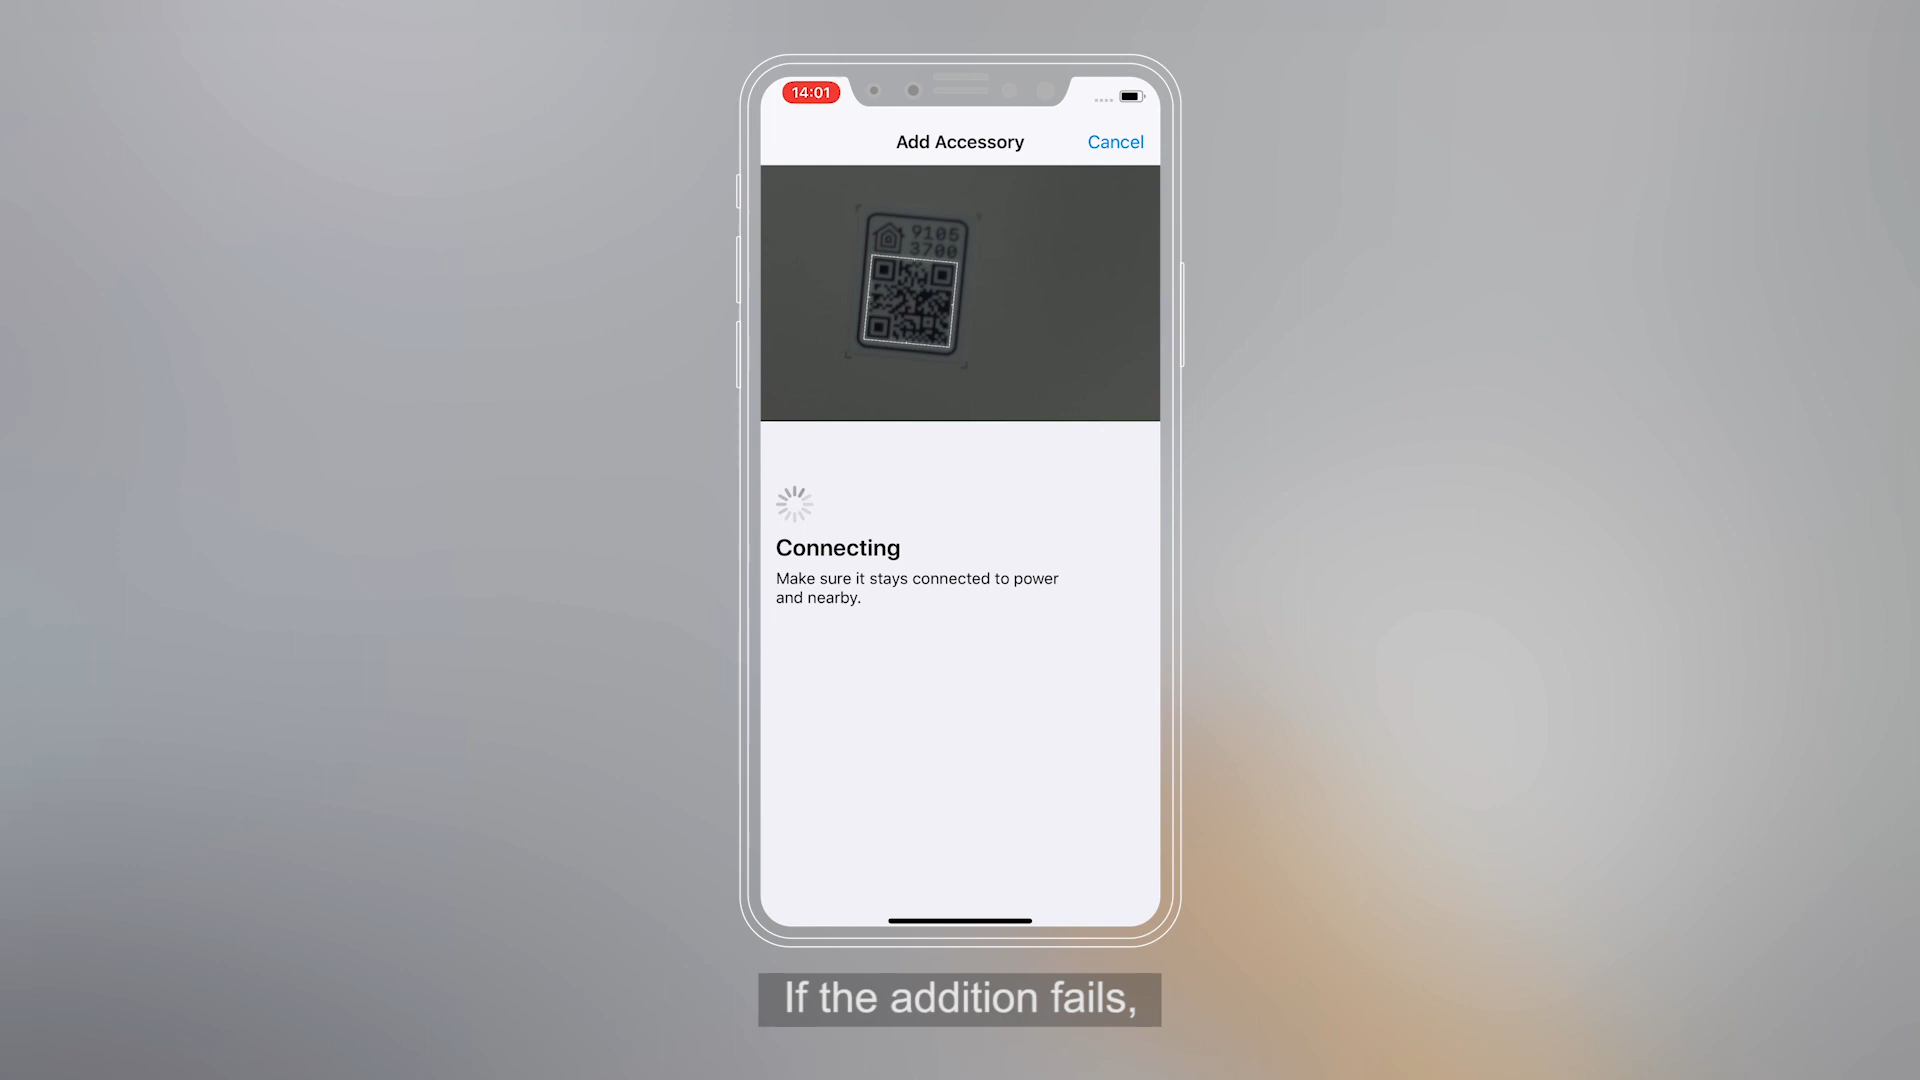 14:01
Add Accessory
Cancel
9105
3700
Connecting
Make sure it stays connected to power
and nearby.
If the addition fails,